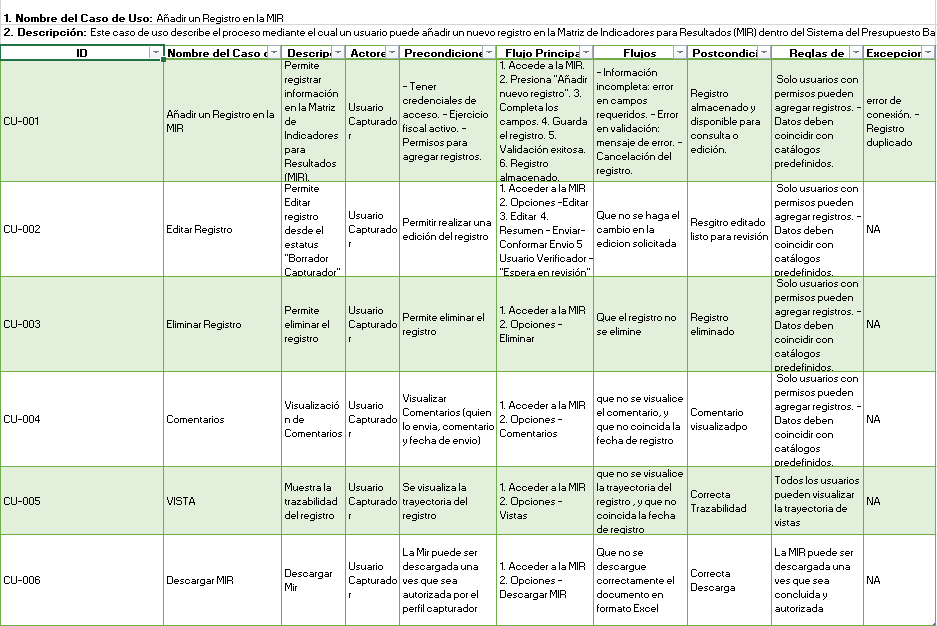 1. Nombre del Caso de Uso: Añadir un Registro en la MIR
2. Descripción: Este caso de uso describe el proceso mediante el cual un usuario puede añadir un nuevo registro en la Matriz de Indicadores para Resultados (MIR) dentro del Sistema del Presupuesto Ba
ID
Nombre del Caso d
Descrip
Actore
Precondicione
Flujo Principa
Flujos
Postcondici
Reglas de
Excepcion
CU-001
Añadir un Registro en la
MIR
Permite
registrar
información
en la Matriz
de
Indicadores
para
Resultados
(MIR).
Usuario
Capturado
r
- Tener
credenciales de
acceso. - Ejercicio
fiscal activo. -
Permisos para
agregar registros.
1. Accede a la MIR.
2. Presiona "Añadir
nuevo registro". 3.
Completa los
campos. 4. Guarda
el registro. 5.
Validación exitosa.
6. Registro
almacenado.
- Información
incompleta: error
en campos
requeridos. - Error
en validación:
mensaje de error. -
Cancelación del
registro.
Registro
almacenado y
disponible para
consulta o
edición.
Solo usuarios con
permisos pueden
agregar registros. -
Datos deben
coincidir con
catálogos
predefinidos.
error de
conexión. -
Registro
duplicado
CU-002
Editar Registro
Permite
Editar
registro
desde el
estatus
"Borrador
Capturador"
Usuario
Capturado
r
Permitir realizar una
edición del registro
1. Acceder a la MIR
2. Opciones -Editar
3. Editar 4.
Resumen - Enviar-
Conformar Envio 5
Usuario Verificador -
"Espera en revisión"
Que no se haga el
cambio en la
edicion solicitada
Resgitro editado
listo para revisión
Solo usuarios con
permisos pueden
agregar registros. -
Datos deben
coincidir con
catálogos
predefinidos.
NA
CU-003
Eliminar Registro
Permite
eliminar el
registro
Usuario
Capturado
r
Permite eliminar el
registro
1. Acceder a la MIR
2. Opciones -
Eliminar
Que el registro no
se elimine
Registro
eliminado
Solo usuarios con
permisos pueden
agregar registros. -
Datos deben
coincidir con
catálogos
predefinidos.
NA
CU-004
Comentarios
Visualizació
n de
Comentarios
Usuario
Capturado
r
Visualizar
Comentarios (quien
lo envia, comentario
y fecha de envio)
1. Acceder a la MIR
2. Opciones -
Comentarios
que no se visualice
el comentario, y
que no coincida la
fecha de registro
Comentario
visualizadpo
Solo usuarios con
permisos pueden
agregar registros. -
Datos deben
coincidir con
catálogos
predefinidos.
NA
CU-005
VISTA
Muestra la
trazabilidad
del registro
Usuario
Capturado
r
Se visualiza la
trayectoria del
registro
1. Acceder a la MIR
2. Opciones -
Vistas
que no se visualice
la trayectoria del
registro , y que no
coincida la fecha
de registro
Correcta
Trazabilidad
Todos los usuarios
pueden visualizar
la trayectoria de
vistas
NA
CU-006
Descargar MIR
Descargar
Mir
Usuario
Capturado
r
La Mir puede ser
descargada una
ves que sea
autorizada por el
perfil capturador
1. Acceder a la MIR
2. Opciones -
Descargar MIR
Que no se
descargue
correctamente el
documento en
formato Excel
Correcta
Descarga
La MIR puede ser
descargada una
ves que sea
concluida y
autorizada
NA